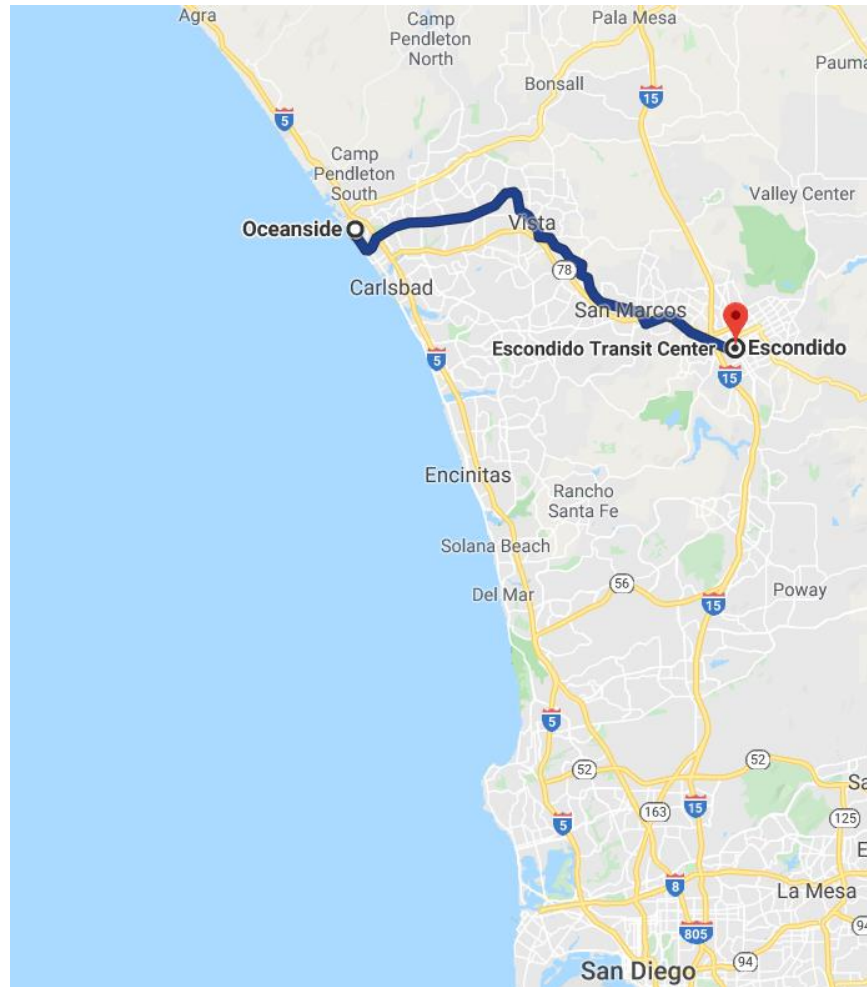 Agra
Camp
Pendleton
North
Pala Mesa
Pauma
15
Bonsall
5
Camp
Pendleton
South
Valley Center
Oceanside
Vista
78
Carlsbad
San Marcos
Escondido Transit Center
Escondido
5
15
Encinitas
Rancho
Santa Fe
Solana Beach
56
Del Mar
15
Poway
5
52
52
Sa
163
15
125
5
E
8
La Mesa
805
94
94
San Diego